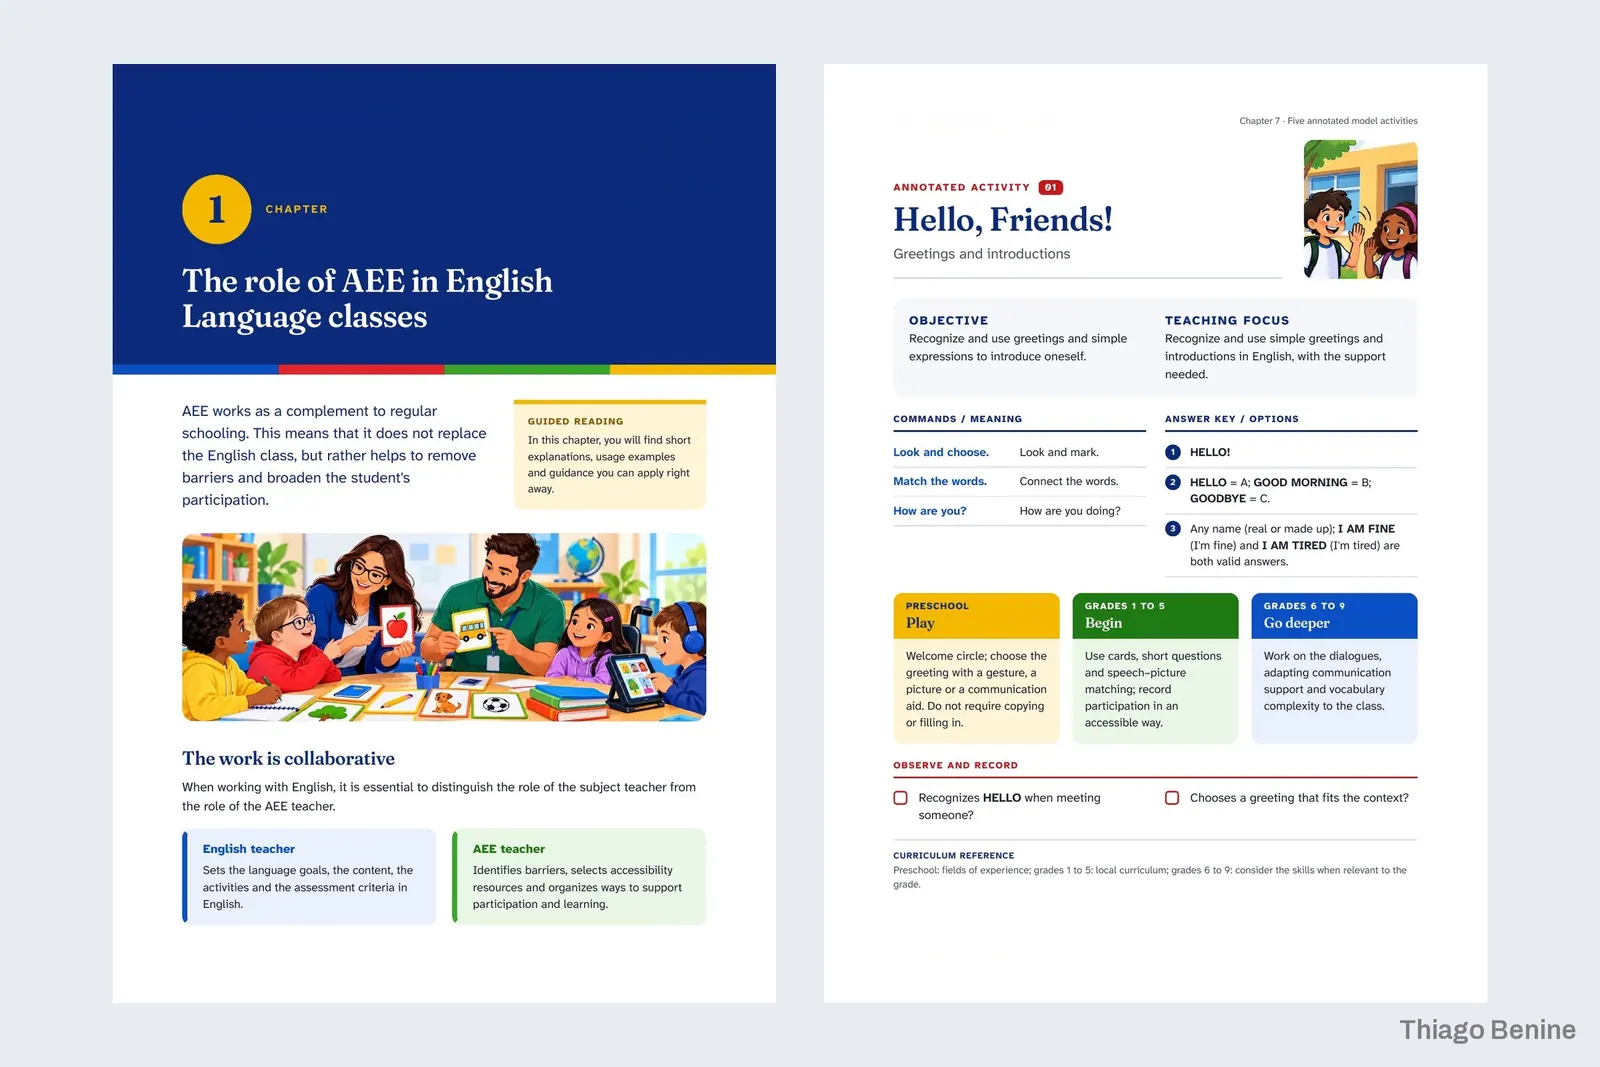 1
CHAPTER
The role of AEE in English
Language classes
AEE works as a complement to regular
schooling. This means that it does not replace
the English class, but rather helps to remove
barriers and broaden the student's
participation.
GUIDED READING
In this chapter, you will find short
explanations, usage examples
and guidance you can apply right
away.
The work is collaborative
When working with English, it is essential to distinguish the role of the subject teacher from
the role of the AEE teacher.
English teacher
Sets the language goals, the content, the
activities and the assessment criteria in
English.
AEE teacher
Identifies barriers, selects accessibility
resources and organizes ways to support
participation and learning.
Chapter 7 · Five annotated model activities
ANNOTATED ACTIVITY 01
Hello, Friends!
Greetings and introductions
OBJECTIVE
Recognize and use greetings and simple
expressions to introduce oneself.
TEACHING FOCUS
Recognize and use simple greetings and
introductions in English, with the support
needed.
COMMANDS / MEANING
Look and choose. Look and mark.
Match the words. Connect the words.
How are you? How are you doing?
ANSWER KEY / OPTIONS
1 HELLO!
2 HELLO = A; GOOD MORNING = B;
GOODBYE = C.
3 Any name (real or made up); I AM FINE
(I'm fine) and I AM TIRED (I'm tired) are
both valid answers.
PRESCHOOL
Play
Welcome circle; choose the
greeting with a gesture, a
picture or a communication
aid. Do not require copying
or filling in.
GRADES 1 TO 5
Begin
Use cards, short questions
and speech–picture
matching; record
participation in an
accessible way.
GRADES 6 TO 9
Go deeper
Work on the dialogues,
adapting communication
support and vocabulary
complexity to the class.
OBSERVE AND RECORD
Recognizes HELLO when meeting
someone?
Chooses a greeting that fits the context?
CURRICULUM REFERENCE
Preschool: fields of experience; grades 1 to 5: local curriculum; grades 6 to 9: consider the skills when relevant to the
grade.
Thiago Benine